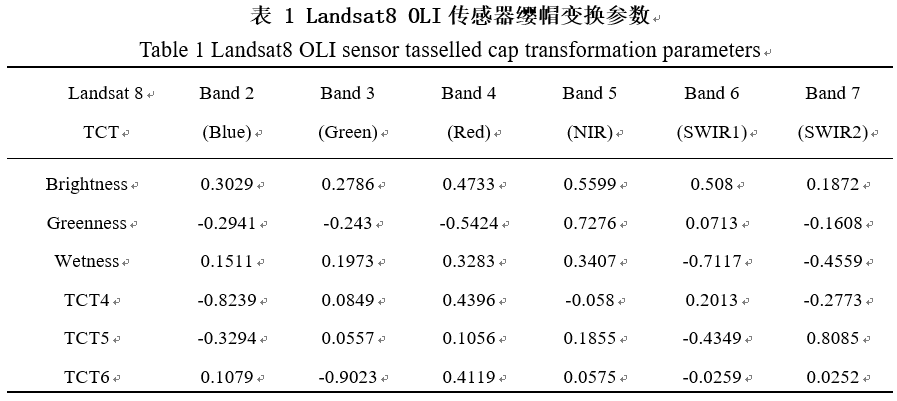 表 1 Landsat8 OLI 传感器缨帽变换参数
Table 1 Landsat8 OLI sensor tasselled cap transformation parameters
Landsat 8 Band 2 Band 3 Band 4 Band 5 Band 6 Band 7
TCT (Blue) (Green) (Red) (NIR) (SWIR1) (SWIR2)
Brightness 0.3029 0.2786 0.4733 0.5599 0.508 0.1872
Greenness -0.2941 -0.243 -0.5424 0.7276 0.0713 -0.1608
Wetness 0.1511 0.1973 0.3283 0.3407 -0.7117 -0.4559
TCT4 -0.8239 0.0849 0.4396 -0.058 0.2013 -0.2773
TCT5 -0.3294 0.0557 0.1056 0.1855 -0.4349 0.8085
TCT6 0.1079 -0.9023 0.4119 0.0575 -0.0259 0.0252